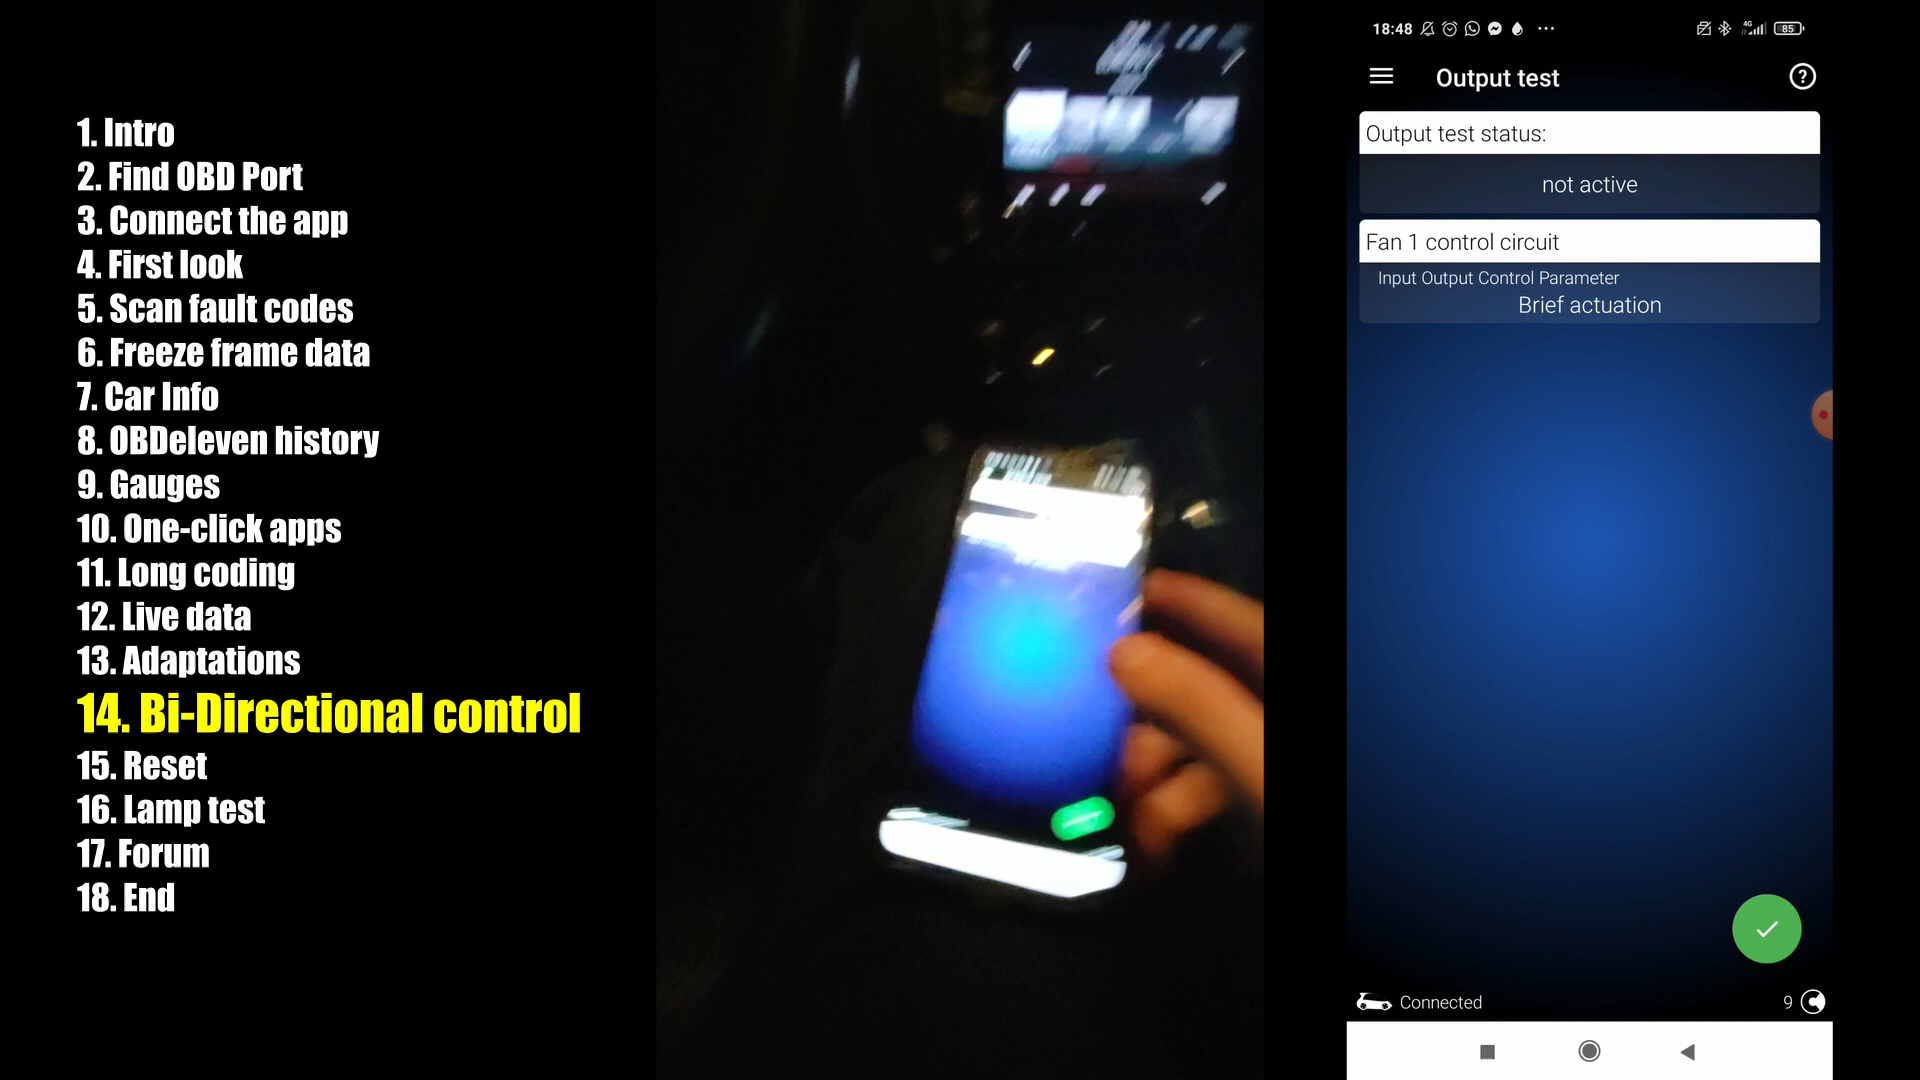 1. Intro
2. Find OBD Port
3. Connect the app
4. First look
5. Scan fault codes
6. Freeze frame data
7. Car Info
8. OBDeleven history
9. Gauges
10. One-click apps
11. Long coding
12. Live data
13. Adaptations
14. Bi-Directional control
15. Reset
16. Lamp test
17. Forum
18. End
18:48
4G
85
Output test
Output test status:
not active
Fan 1 control circuit
Input Output Control Parameter
Brief actuation
Connected
9